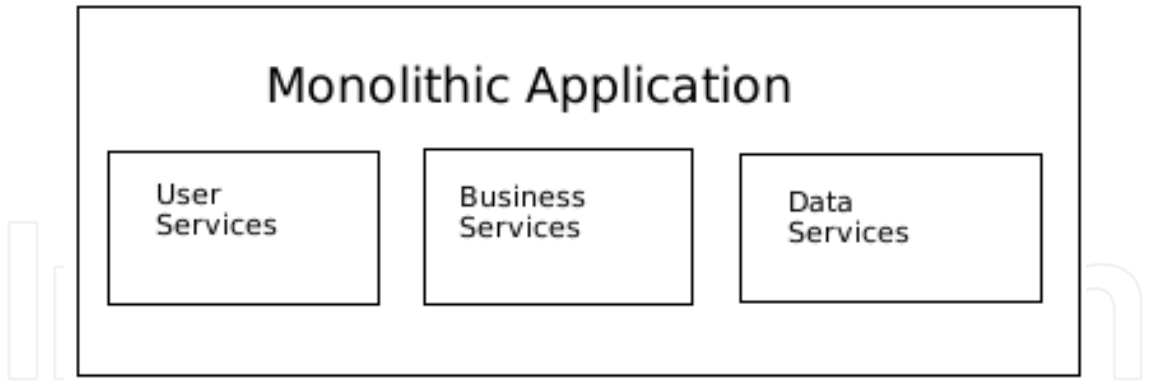 Monolithic Application
User
Services
Business
Services
Data
Services